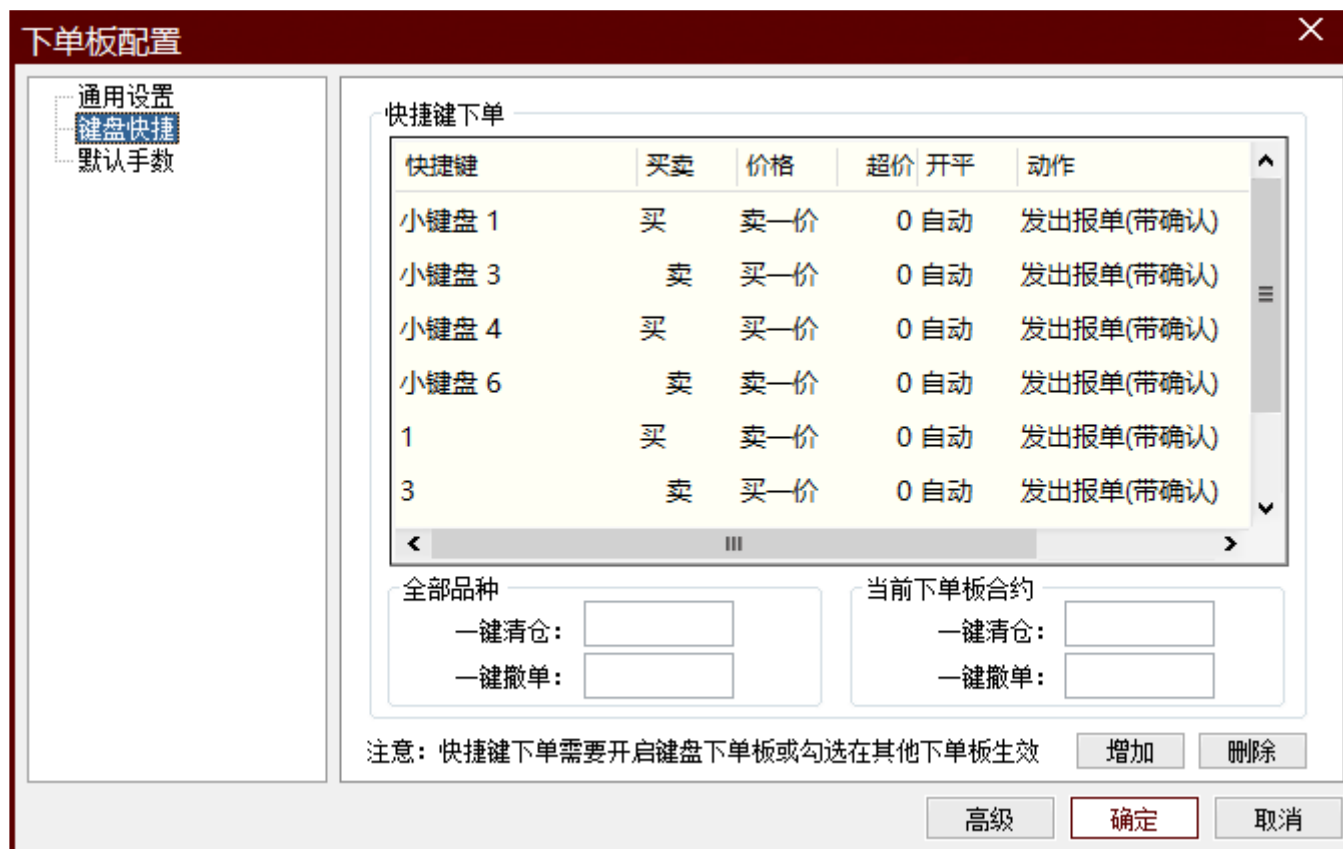 下单板配置
通用设置
键盘快捷
默认手数
快捷键下单
快捷键 买卖 价格 超价 开平 动作
小键盘 1 买 卖一价 0 自动 发出报单(带确认)
小键盘 3 卖 买一价 0 自动 发出报单(带确认)
小键盘 4 买 买一价 0 自动 发出报单(带确认)
小键盘 6 卖 卖一价 0 自动 发出报单(带确认)
1 买 卖一价 0 自动 发出报单(带确认)
3 卖 买一价 0 自动 发出报单(带确认)
全部品种 当前下单板合约
一键清仓: 一键清仓:
一键撤单: 一键撤单:
注意: 快捷键下单需要开启键盘下单板或勾选在其他下单板生效 增加 删除
高级 确定 取消